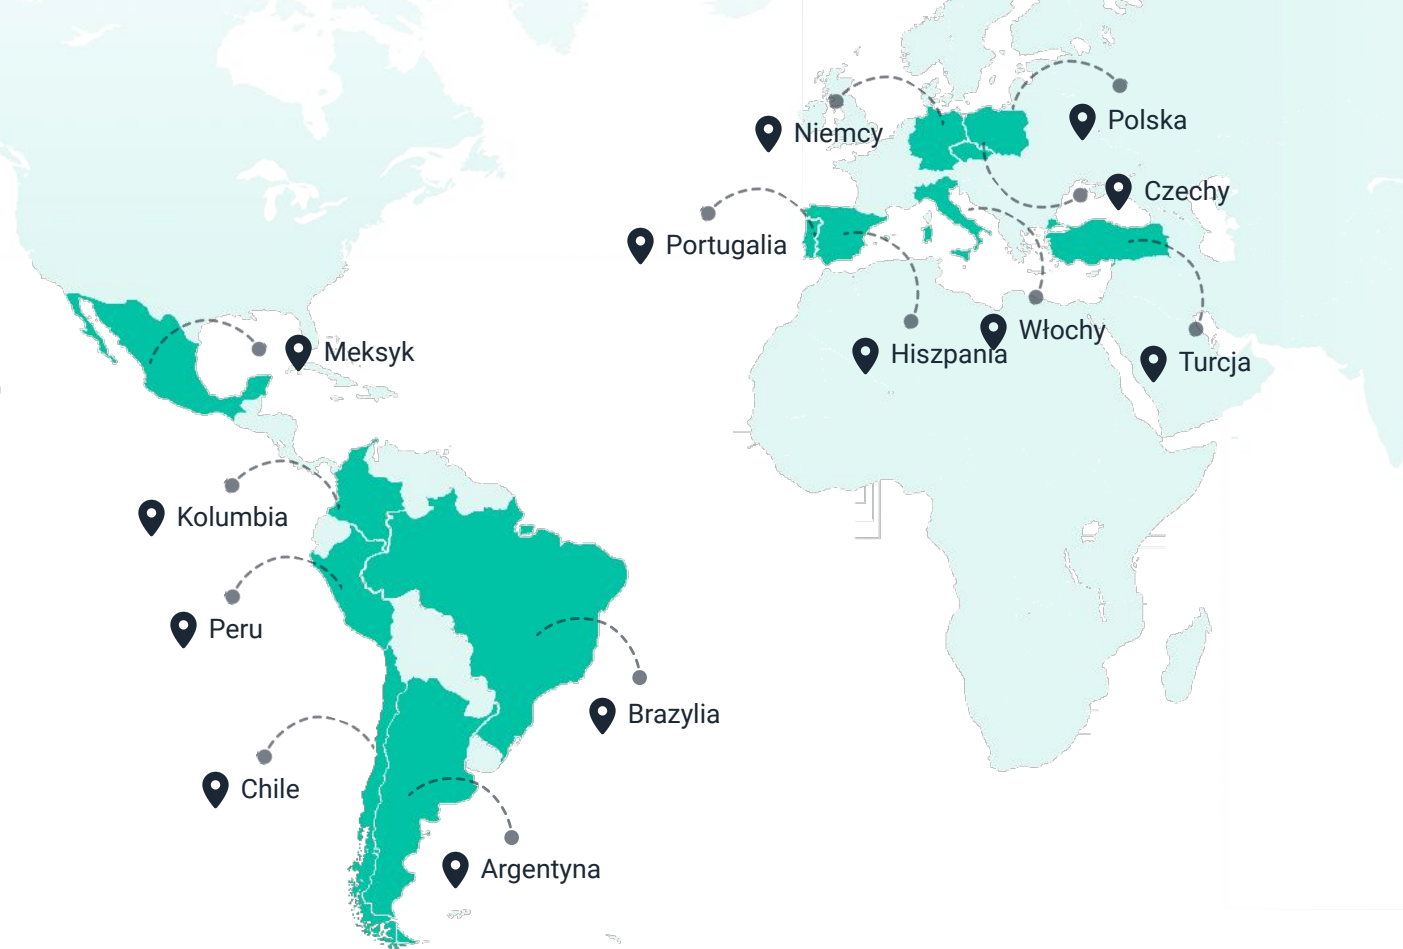 Polska
Niemcy
Czechy
Portugalia
Włochy
Hiszpania
Turcja
Meksyk
Kolumbia
Peru
Brazylia
Chile
Argentyna